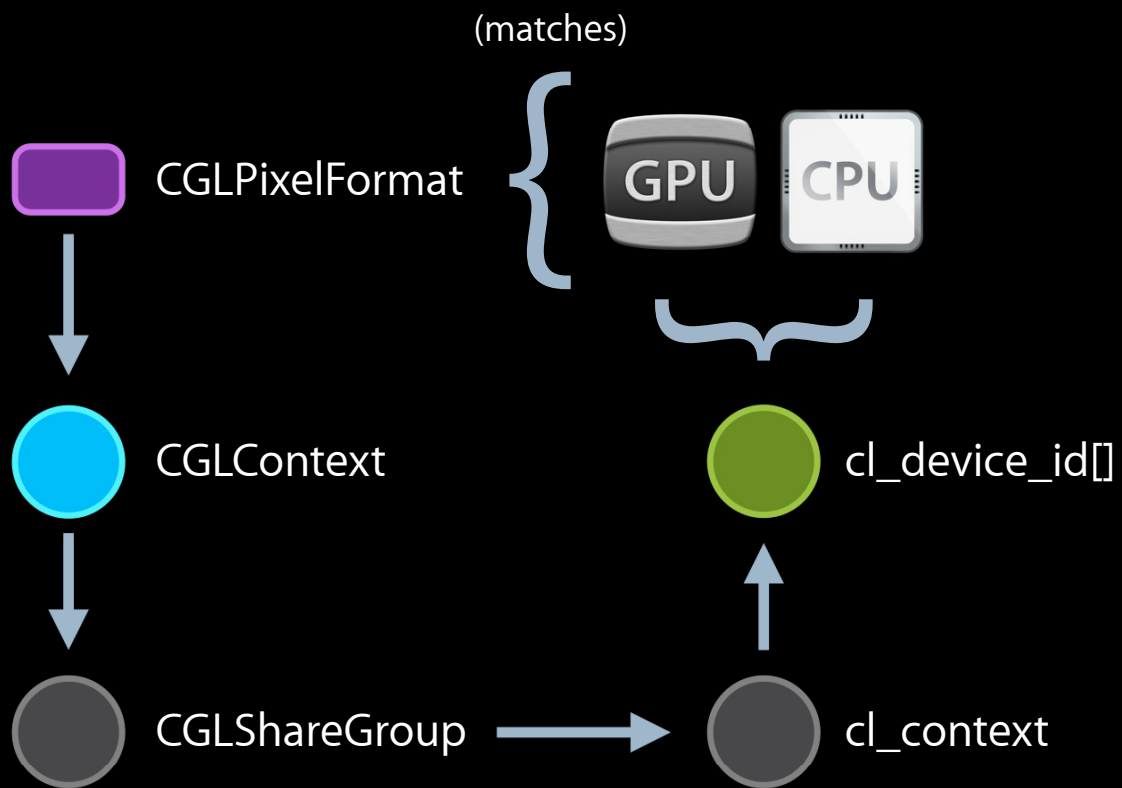 (matches)
CGLPixelFormat
GPU
CPU
CGLContext
cl_device_id[]
CGLShareGroup
cl_context